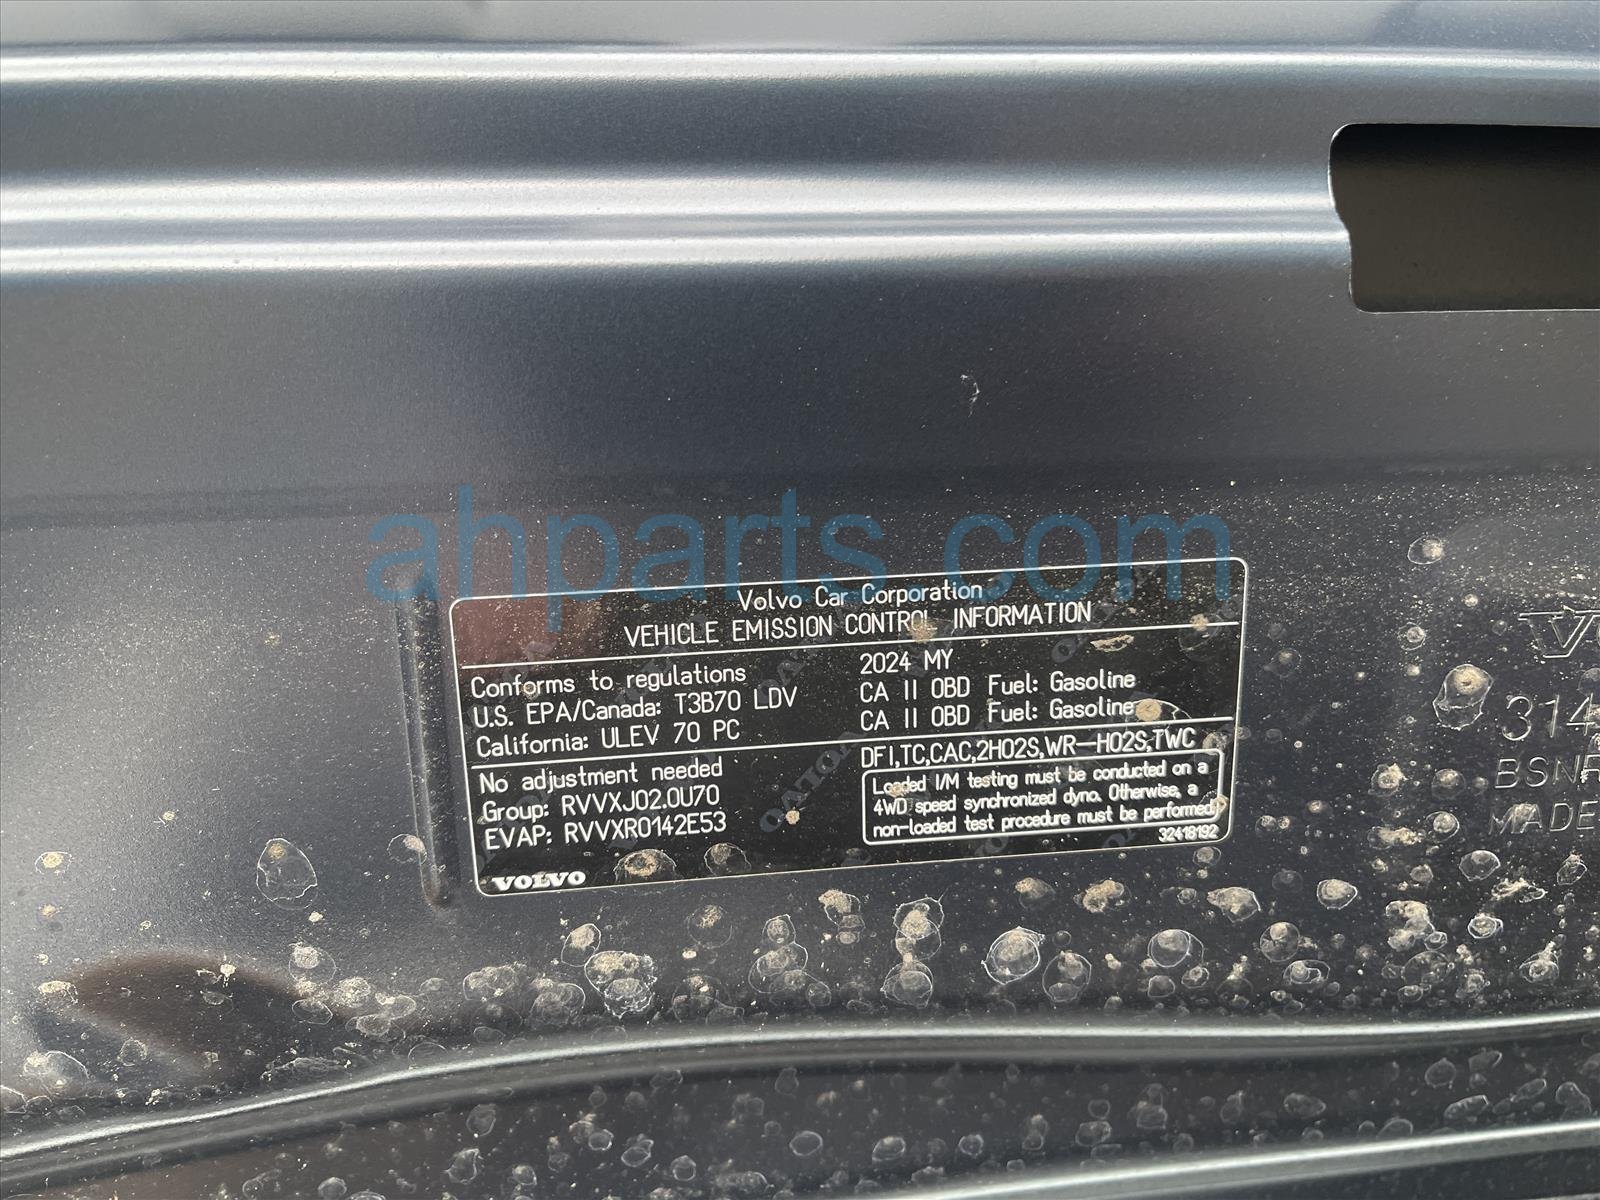 ahparts.com
Volvo Car Corporation
VEHICLE EMISSION CONTROL INFORMATION
Conforms to regulations
U.S. EPA/Canada: T3B70 LDV
California: ULEV 70 PC
2024 MY
CA II OBD Fuel: Gasoline
CA II OBD Fuel: Gasoline
No adjustment needed
Group: RVVXJ02.0U70
EVAP: RVVXR0142E53
DFI,TC,CAC,2HO2S,WR-HO2S,TWC
Loaded I/M testing must be conducted on a
4WD speed synchronized dyno. Otherwise, a
non-loaded test procedure must be performed.
32418192
VOLVO
314
MADE